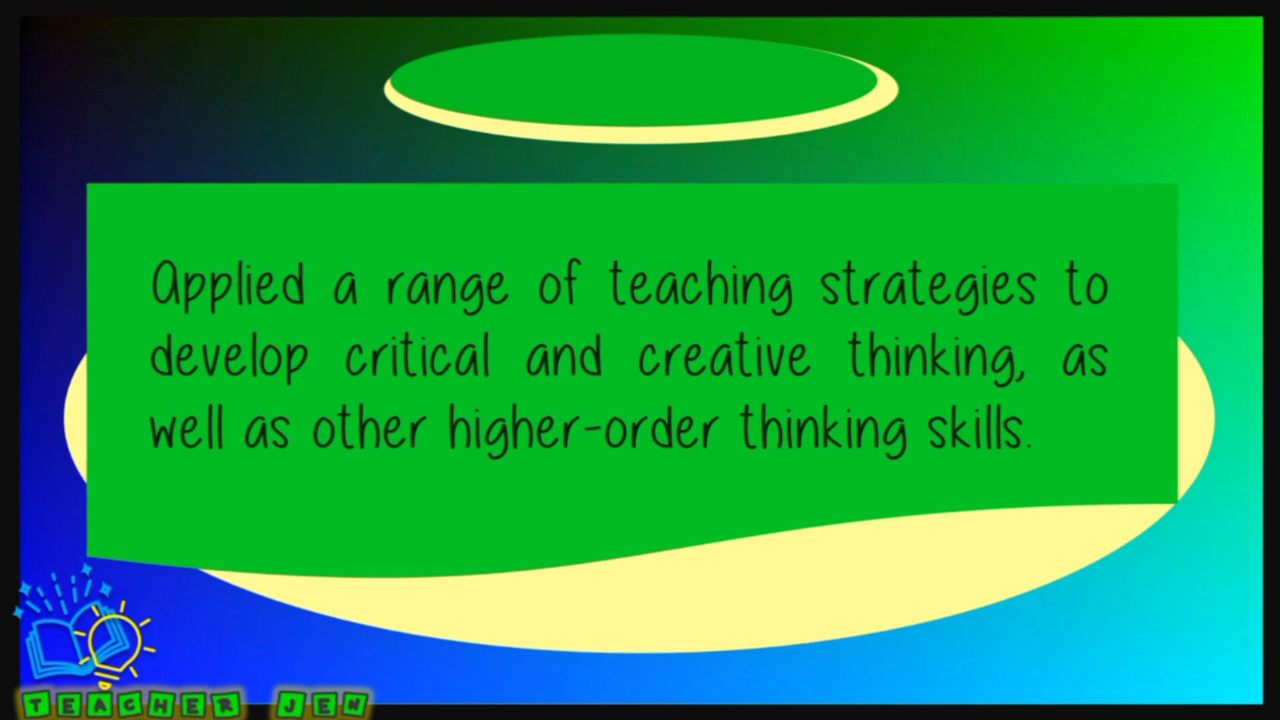 Applied a range of teaching strategies to
develop critical and creative thinking, as
well as other higher-order thinking skills.
TEACHER JEN